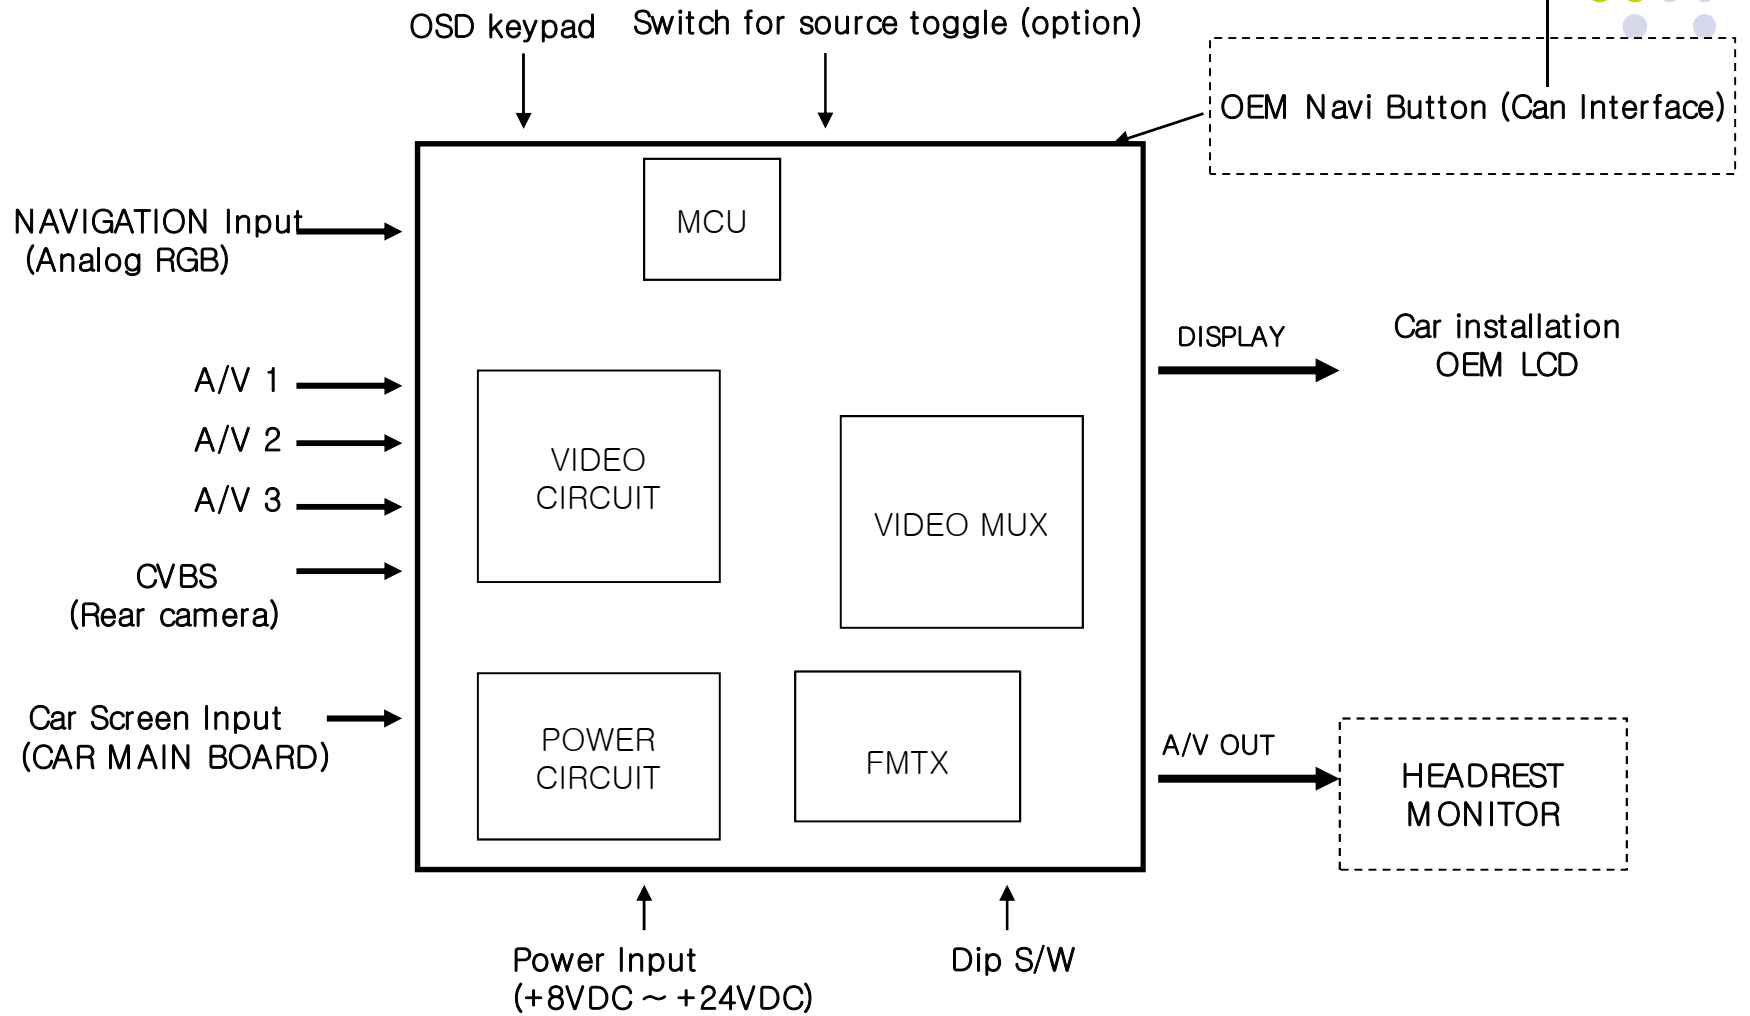 OSD keypad
Switch for source toggle (option)
OEM Navi Button (Can Interface)
MCU
NAVIGATION Input
(Analog RGB)
DISPLAY
Car installation
OEM LCD
A/V 1
A/V 2
A/V 3
VIDEO
CIRCUIT
VIDEO MUX
CVBS
(Rear camera)
Car Screen Input
(CAR MAIN BOARD)
POWER
CIRCUIT
FMTX
A/V OUT
HEADREST
MONITOR
Power Input
(+8VDC ~ +24VDC)
Dip S/W